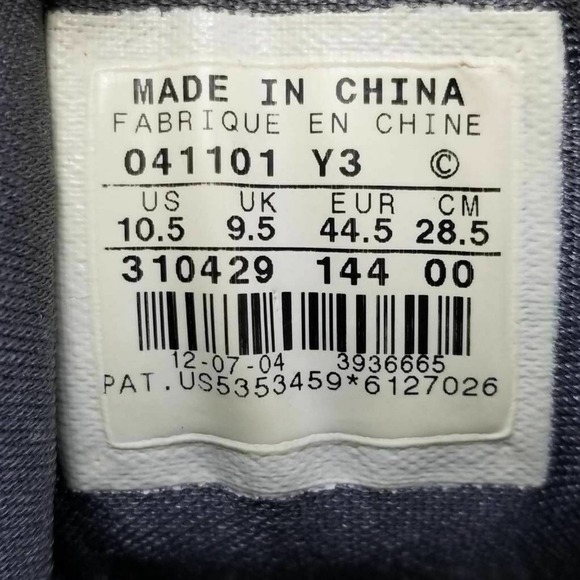 MADE IN CHINA
FABRIQUE EN CHINE
041101 Y3 ©
US UK EUR CM
10.5 9.5 44.5 28.5
310429 144 00
12-07-04 3936665
PAT.US5353459*6127026